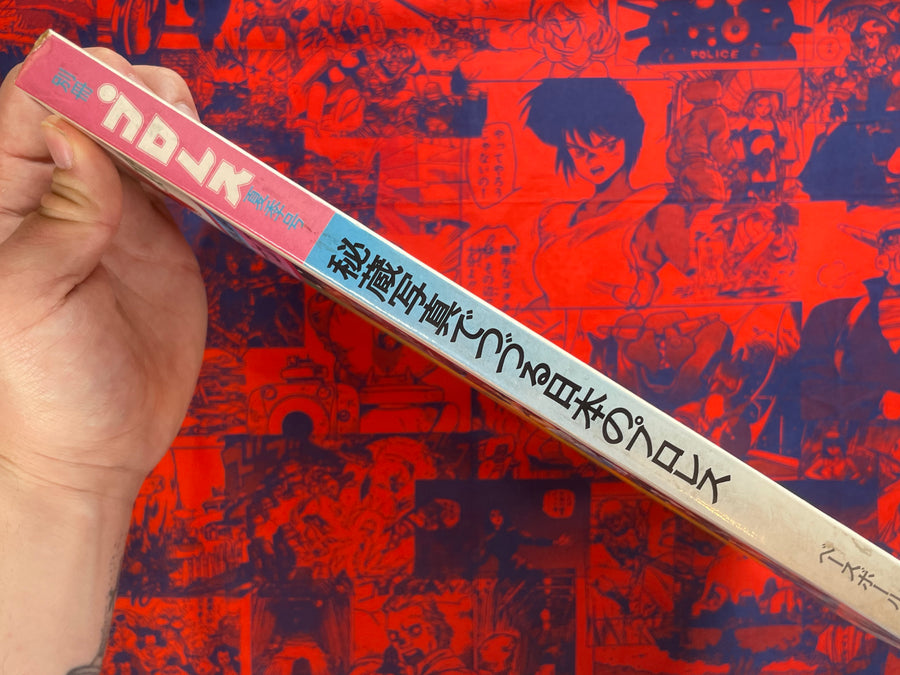 別冊
プロレス
夏季号
秘蔵写真でつづる日本のプロレス
ベースボール
POLICE